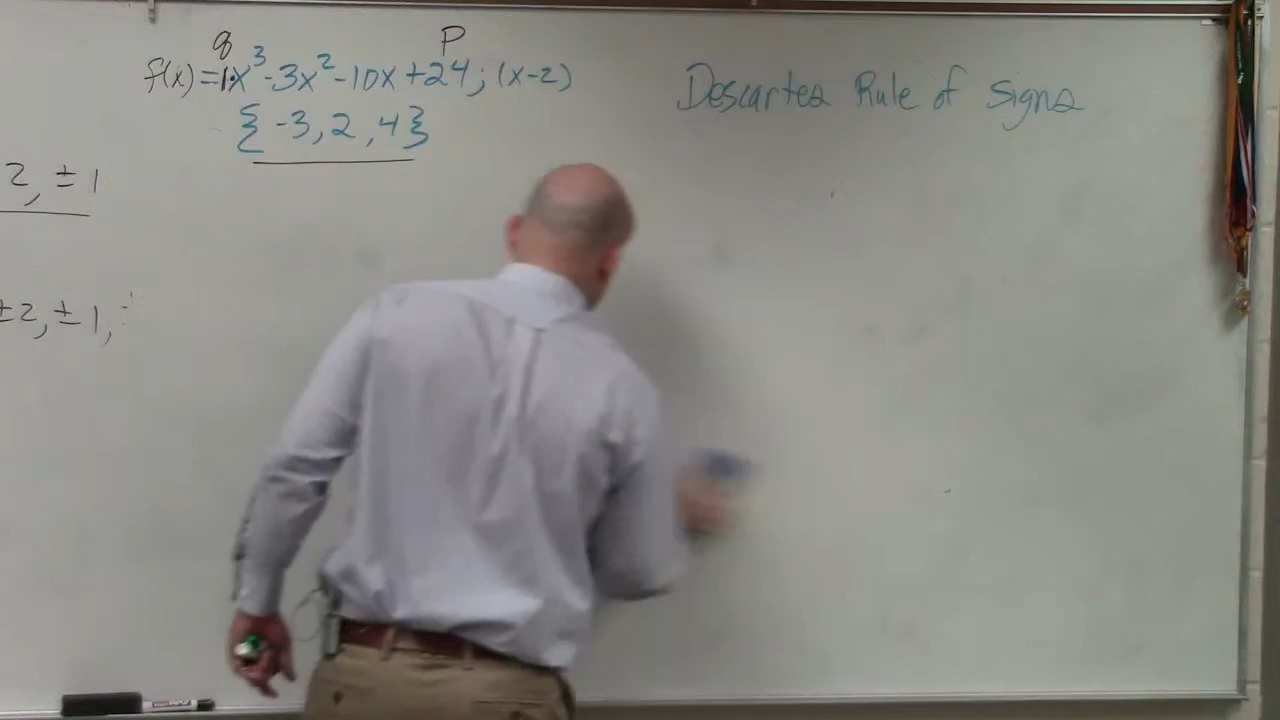 q P
f(x) = 1x³ - 3x² - 10x + 24 ; (x-2)
{ -3, 2, 4 }
Descartes Rule of Signs
2, ± 1
±2, ± 1,